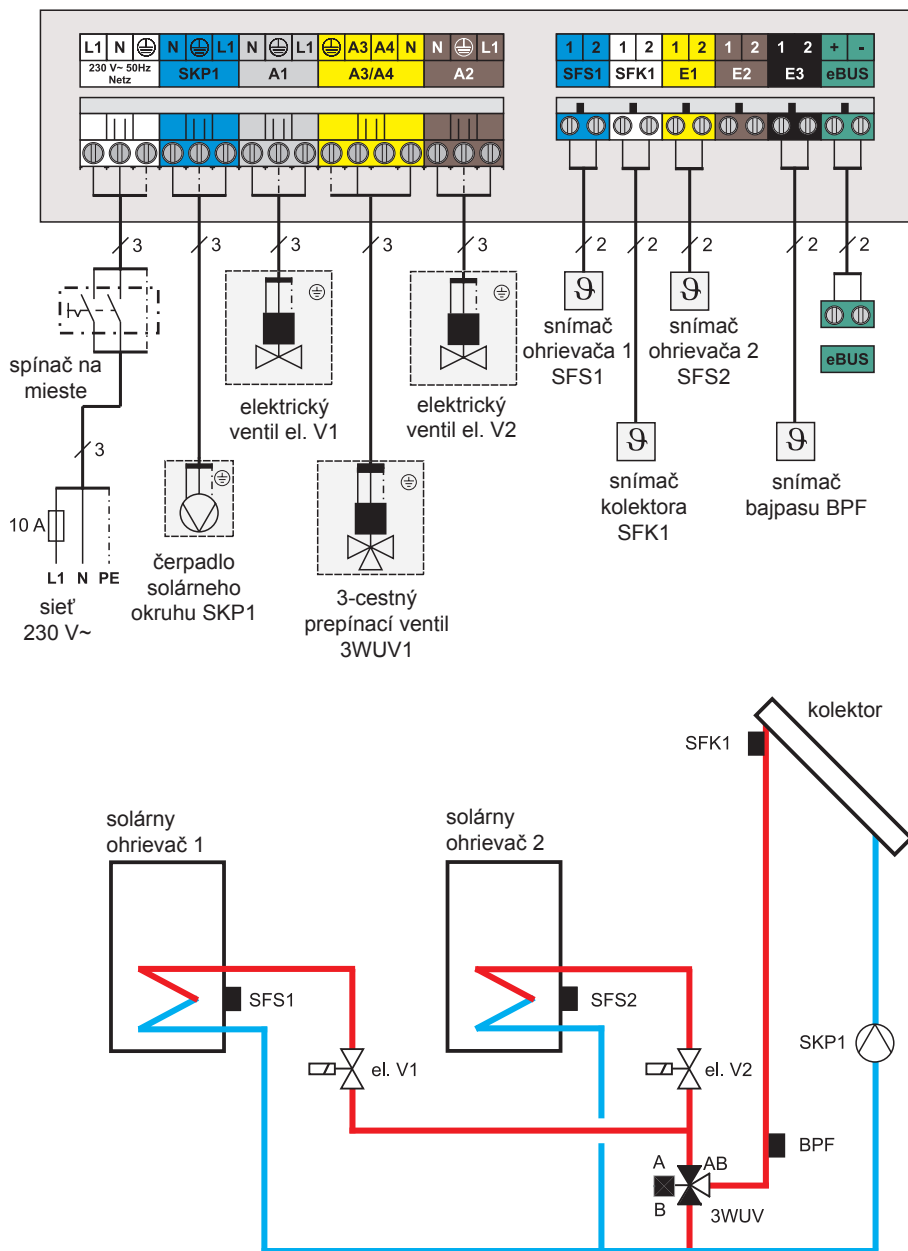 L1 N N L1 N L1 A3 A4 N N L1
230 V~ 50Hz
Netz
SKP1
A1
A3/A4
A2
1 2 1 2 1 2 1 2 1 2 + -
SFS1 SFK1 E1 E2 E3 eBUS
3 3 3 3 3 2 2 2 2 2
spínač na
mieste
3
10 A
L1 N PE
sieť
230 V~
čerpadlo
solárneho
okruhu SKP1
elektrický
ventil el. V1
3-cestný
prepínací ventil
3WUV1
elektrický
ventil el. V2
ϑ
snímač
ohrievača 1
SFS1
ϑ
snímač
ohrievača 2
SFS2
eBUS
ϑ
snímač
kolektora
SFK1
ϑ
snímač
bajpasu BPF
kolektor
SFK1
solárny
ohrievač 1
solárny
ohrievač 2
SFS1
SFS2
SKP1
el. V1
el. V2
BPF
A AB
B
3WUV